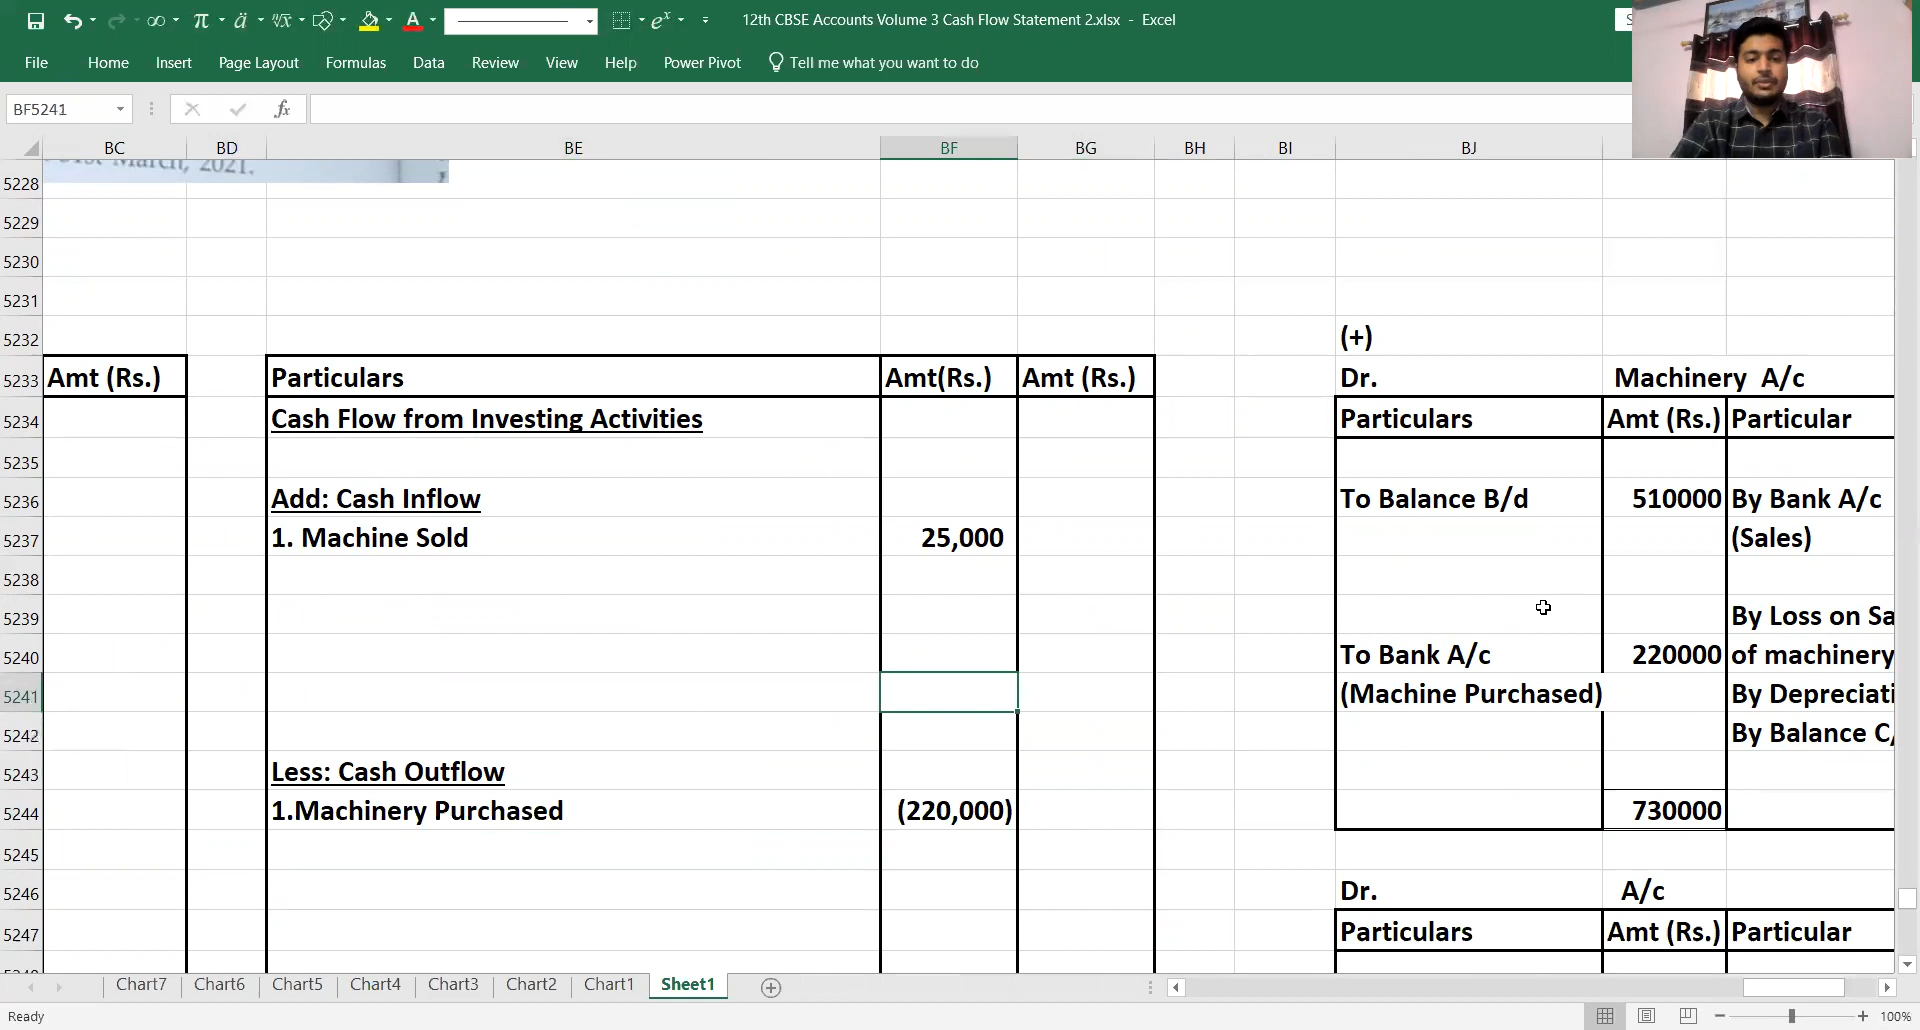 12th CBSE Accounts Volume 3 Cash Flow Statement 2.xlsx - Excel
File Home Insert Page Layout Formulas Data Review View Help Power Pivot Tell me what you want to do
BF5241 fx
BC BD BE BF BG BH BI BJ
5228 31st March, 2021.
5229
5230
5231
5232 (+)
5233 Amt (Rs.) Particulars Amt(Rs.) Amt (Rs.) Dr. Machinery A/c
5234 Cash Flow from Investing Activities Particulars Amt (Rs.) Particular
5235
5236 Add: Cash Inflow To Balance B/d 510000 By Bank A/c
5237 1. Machine Sold 25,000 (Sales)
5238
5239 By Loss on Sa
5240 To Bank A/c 220000 of machinery
5241 (Machine Purchased) By Depreciati
5242 By Balance C/
5243 Less: Cash Outflow
5244 1.Machinery Purchased (220,000) 730000
5245
5246 Dr. A/c
5247 Particulars Amt (Rs.) Particular
Chart7 Chart6 Chart5 Chart4 Chart3 Chart2 Chart1 Sheet1
Ready 100%